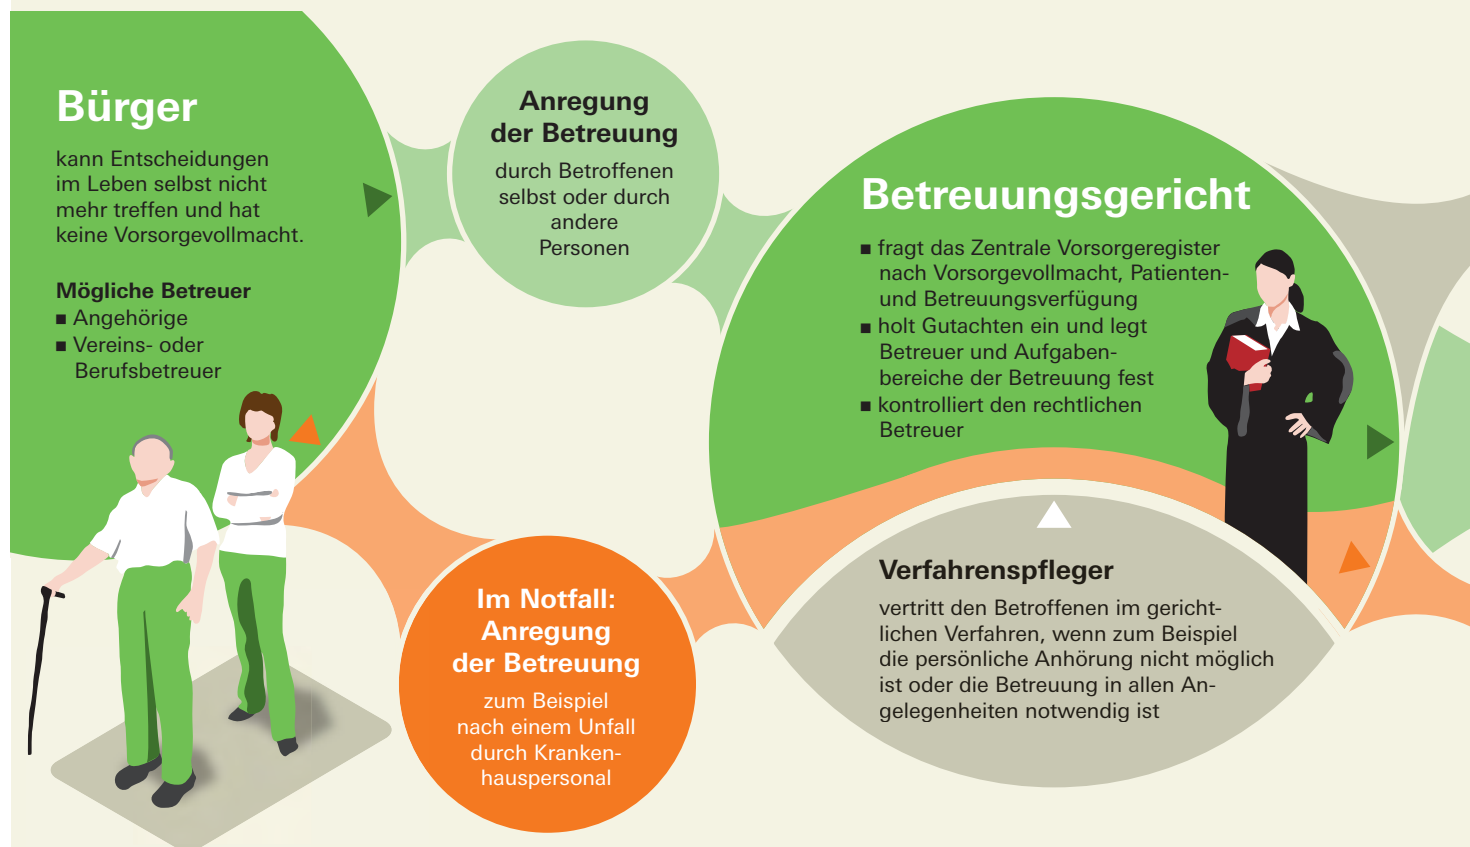 Bürger
kann Entscheidungen
im Leben selbst nicht
mehr treffen und hat
keine Vorsorgevollmacht.
Mögliche Betreuer
■ Angehörige
■ Vereins- oder
Berufsbetreuer
Anregung
der Betreuung
durch Betroffenen
selbst oder durch
andere
Personen
Im Notfall:
Anregung
der Betreuung
zum Beispiel
nach einem Unfall
durch Kranken-
hauspersonal
Betreuungsgericht
■ fragt das Zentrale Vorsorgeregister
nach Vorsorgevollmacht, Patienten-
und Betreuungsverfügung
■ holt Gutachten ein und legt
Betreuer und Aufgaben-
bereiche der Betreuung fest
■ kontrolliert den rechtlichen
Betreuer
Verfahrenspfleger
vertritt den Betroffenen im gericht-
lichen Verfahren, wenn zum Beispiel
die persönliche Anhörung nicht möglich
ist oder die Betreuung in allen An-
gelegenheiten notwendig ist